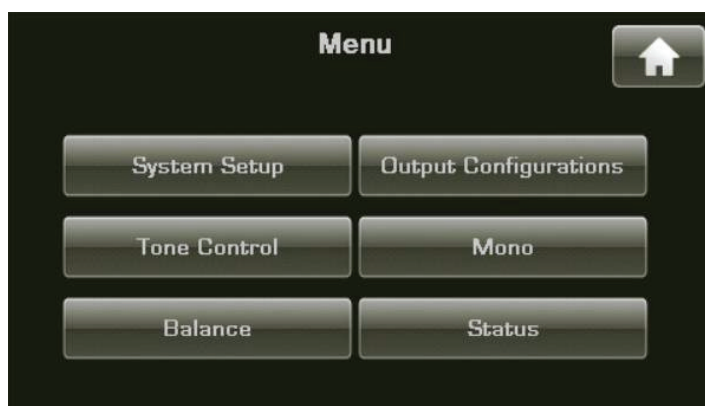 Menu
System Setup
Output Configurations
Tone Control
Mono
Balance
Status